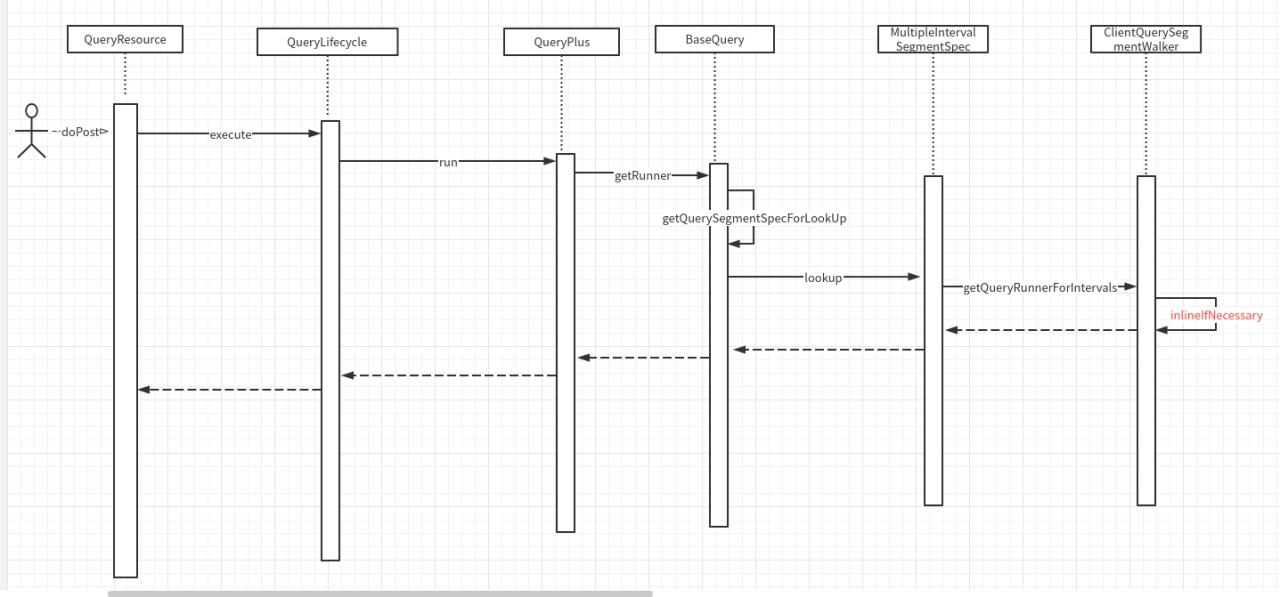 QueryResource
QueryLifecycle
QueryPlus
BaseQuery
MultipleInterval
SegmentSpec
ClientQuerySeg
mentWalker
doPost
execute
run
getRunner
getQuerySegmentSpecForLookUp
lookup
getQueryRunnerForIntervals
inlineIfNecessary